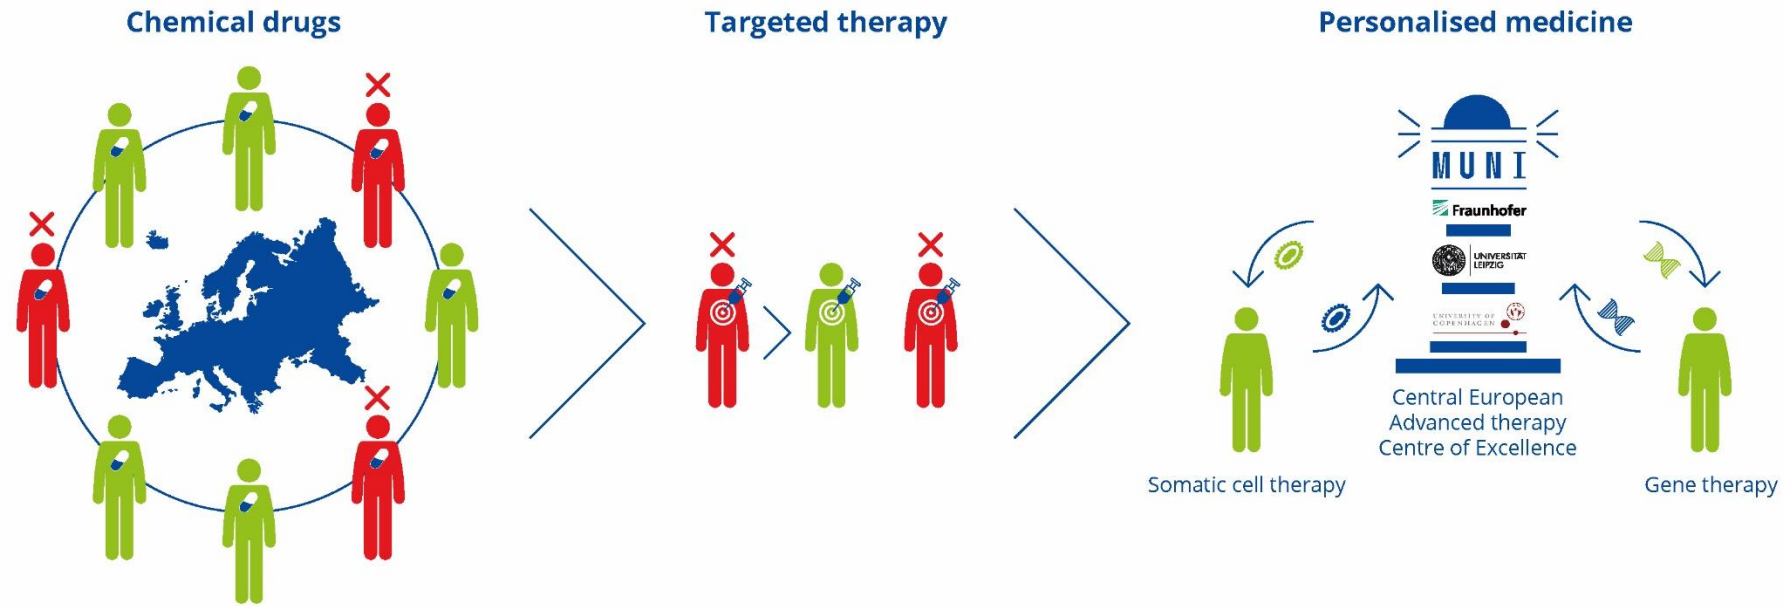 Chemical drugs
Targeted therapy
Personalised medicine
MUNI
Fraunhofer
UNIVERSITÄT
LEIPZIG
UNIVERSITY OF
COPENHAGEN
Central European
Advanced therapy
Centre of Excellence
Somatic cell therapy
Gene therapy